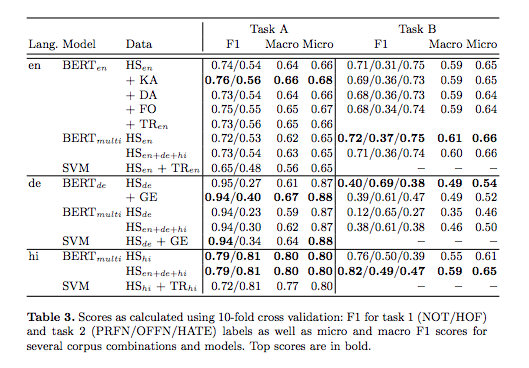 Task A Task B
Lang. Model Data F1 Macro Micro F1 Macro Micro
en BERTen HSen 0.74/0.54 0.64 0.66 0.71/0.31/0.75 0.59 0.65
+ KA 0.76/0.56 0.66 0.68 0.69/0.36/0.73 0.59 0.65
+ DA 0.73/0.54 0.64 0.66 0.68/0.36/0.73 0.59 0.64
+ FO 0.75/0.55 0.65 0.67 0.68/0.34/0.74 0.59 0.64
+ TRen 0.73/0.56 0.65 0.66
BERTmulti HSen 0.72/0.53 0.62 0.65 0.72/0.37/0.75 0.61 0.66
HSen+de+hi 0.73/0.54 0.63 0.65 0.71/0.36/0.74 0.60 0.66
SVM HSen + TRen 0.65/0.48 0.56 0.65 – – –
de BERTde HSde 0.95/0.27 0.61 0.87 0.40/0.69/0.38 0.49 0.54
+ GE 0.94/0.40 0.67 0.88 0.39/0.61/0.47 0.49 0.52
BERTmulti HSde 0.94/0.23 0.59 0.87 0.12/0.65/0.27 0.35 0.46
HSen+de+hi 0.94/0.30 0.62 0.87 0.38/0.61/0.38 0.46 0.50
SVM HSde + GE 0.94/0.34 0.64 0.88 – – –
hi BERTmulti HShi 0.79/0.81 0.80 0.80 0.76/0.50/0.39 0.55 0.61
HSen+de+hi 0.79/0.81 0.80 0.80 0.82/0.49/0.47 0.59 0.65
SVM HShi + TRhi 0.72/0.81 0.77 0.80 – – –
Table 3. Scores as calculated using 10-fold cross validation: F1 for task 1 (NOT/HOF)
and task 2 (PRFN/OFFN/HATE) labels as well as micro and macro F1 scores for
several corpus combinations and models. Top scores are in bold.